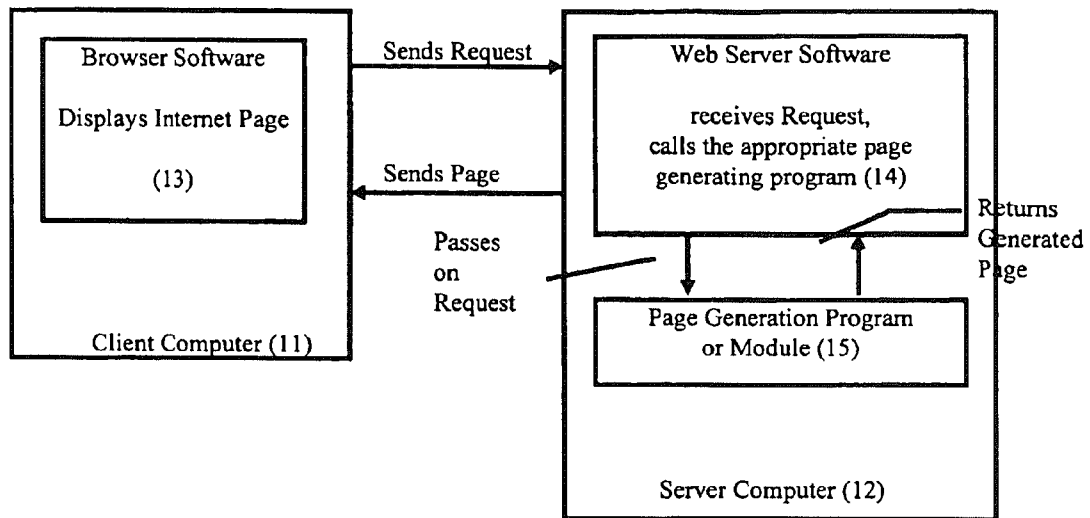 Browser Software
Displays Internet Page
(13)
Client Computer (11)
Sends Request
Sends Page
Passes
on
Request
Web Server Software
receives Request,
calls the appropriate page
generating program (14)
Returns
Generated
Page
Page Generation Program
or Module (15)
Server Computer (12)